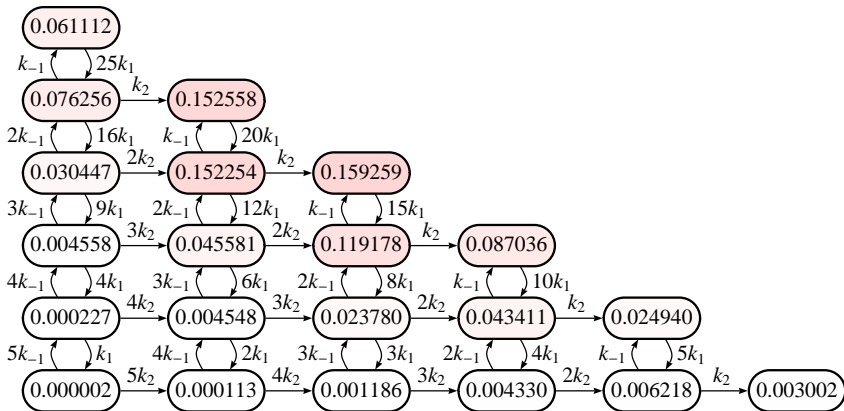 0.061112
k₋₁ 25k₁
0.076256 k₂ 0.152558
2k₋₁ 16k₁ k₋₁ 20k₁
0.030447 2k₂ 0.152254 k₂ 0.159259
3k₋₁ 9k₁ 2k₋₁ 12k₁ k₋₁ 15k₁
0.004558 3k₂ 0.045581 2k₂ 0.119178 k₂ 0.087036
4k₋₁ 4k₁ 3k₋₁ 6k₁ 2k₋₁ 8k₁ k₋₁ 10k₁
0.000227 4k₂ 0.004548 3k₂ 0.023780 2k₂ 0.043411 k₂ 0.024940
5k₋₁ k₁ 4k₋₁ 2k₁ 3k₋₁ 3k₁ 2k₋₁ 4k₁ k₋₁ 5k₁
0.000002 5k₂ 0.000113 4k₂ 0.001186 3k₂ 0.004330 2k₂ 0.006218 k₂ 0.003002